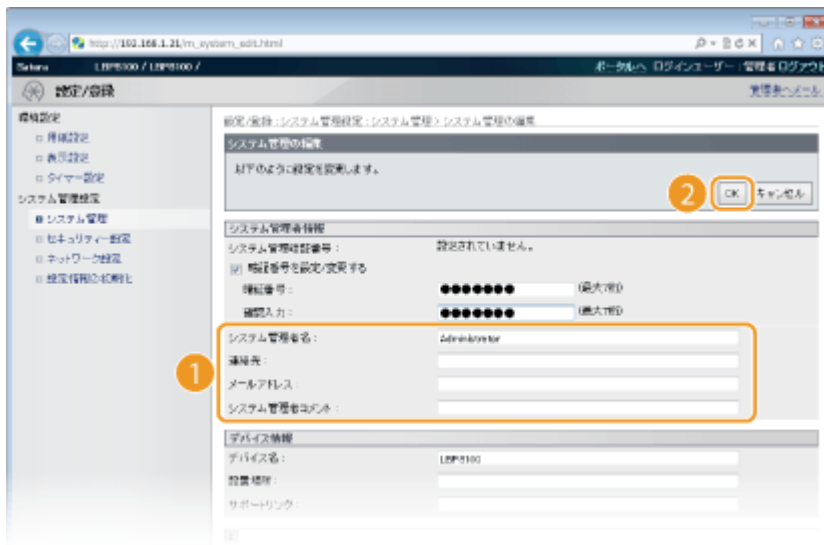 http://192.168.1.21/m_system_edit.html
Satera LBP8100 / LBP8100 /
ポータルへ ログインユーザー：管理者 ログアウト
設定/登録
管理者へメール
環境設定
用紙設定
表示設定
タイマー設定
システム管理設定
システム管理
セキュリティー設定
ネットワーク設定
設定情報の初期化
設定/登録 : システム管理設定 : システム管理 > システム管理の編集
システム管理の編集
以下のように設定を変更します。
2
OK キャンセル
システム管理者情報
システム管理暗証番号 : 設定されていません。
暗証番号を設定/変更する
暗証番号 : ●●●●●●● (最大7桁)
確認入力 : ●●●●●●● (最大7桁)
1
システム管理者名 : Administrator
連絡先 :
メールアドレス :
システム管理者コメント :
デバイス情報
デバイス名 : LBP8100
設置場所 :
サポートリンク :